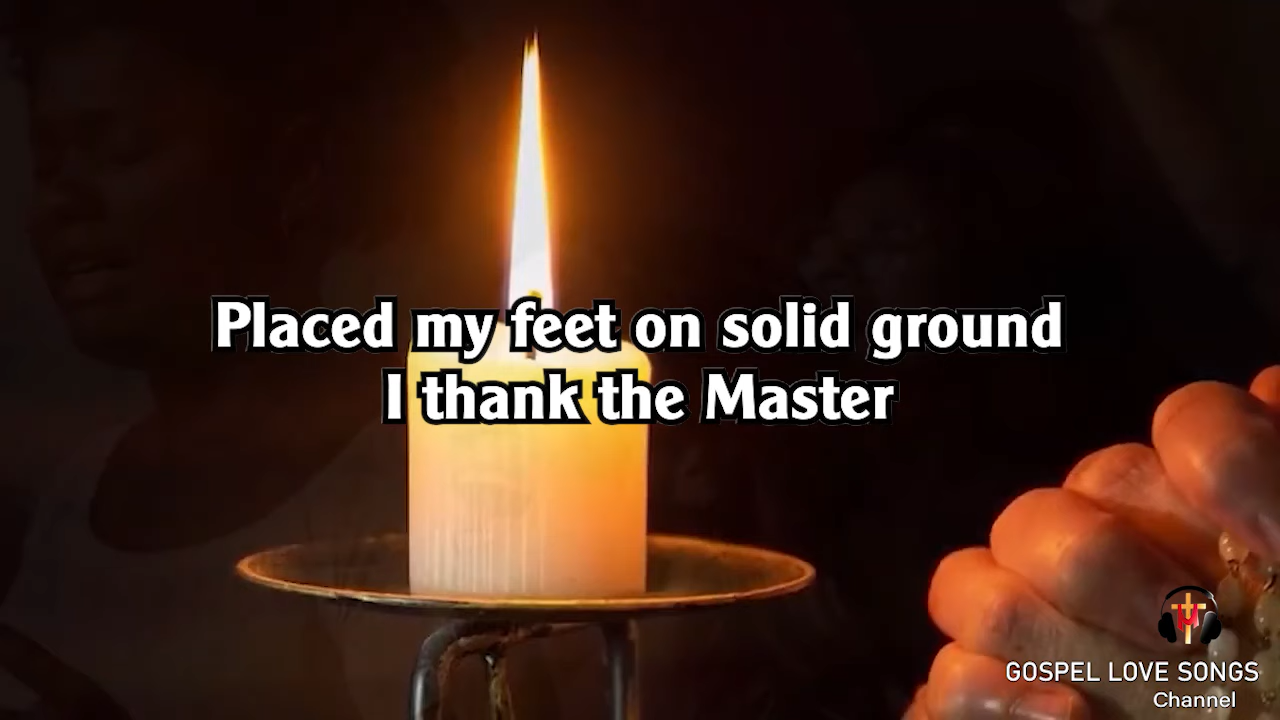 Placed my feet on solid ground
I thank the Master
GOSPEL LOVE SONGS
Channel